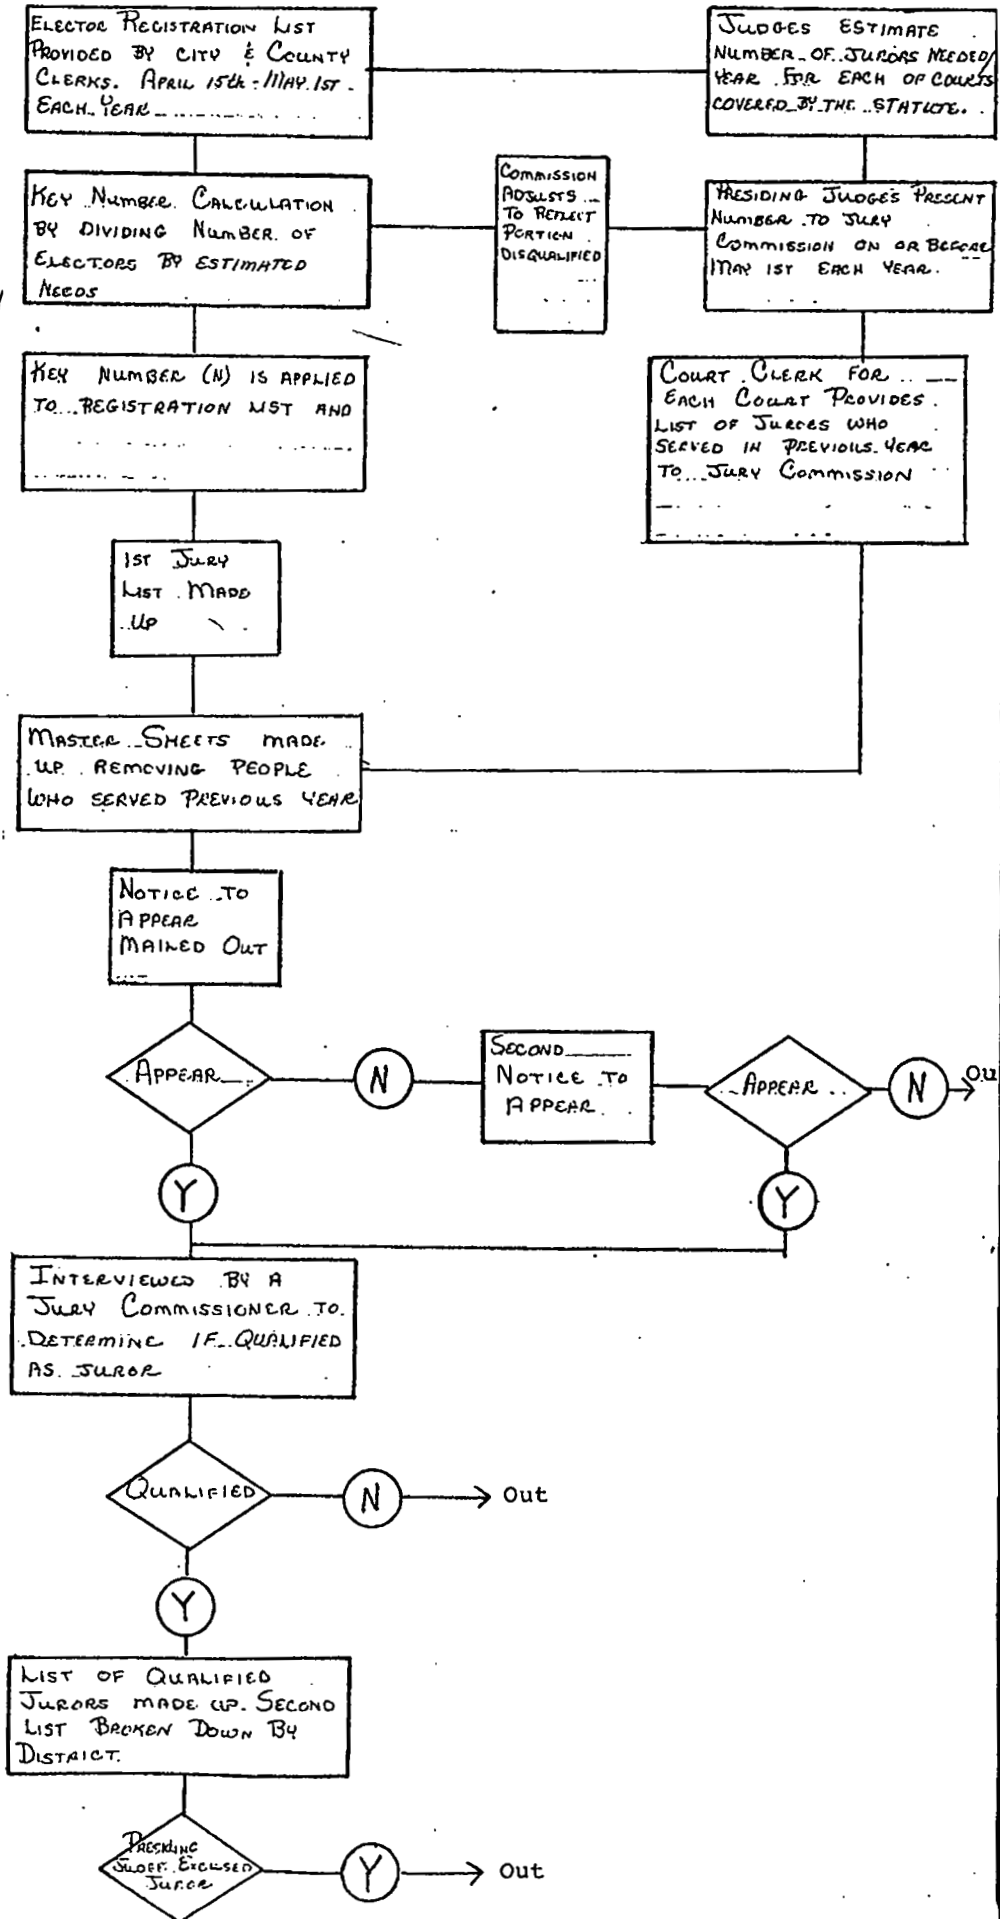 ELECTOR REGISTRATION LIST
PROVIDED BY CITY & COUNTY
CLERKS. APRIL 15th - MAY 1ST
EACH YEAR
JUDGES ESTIMATE
NUMBER OF JURORS NEEDED/
YEAR FOR EACH OF COURTS
COVERED BY THE STATUTE.
KEY NUMBER CALCULATION
BY DIVIDING NUMBER OF
ELECTORS BY ESTIMATED
NEEDS
COMMISSION
ADJUSTS
TO REFLECT
PORTION
DISQUALIFIED
PRESIDING JUDGES PRESENT
NUMBER TO JURY
COMMISSION ON OR BEFORE
MAY 1ST EACH YEAR.
KEY NUMBER (N) IS APPLIED
TO REGISTRATION LIST AND
COURT CLERK FOR
EACH COURT PROVIDES
LIST OF JURORS WHO
SERVED IN PREVIOUS YEAR
TO JURY COMMISSION
1ST JURY
LIST MADE
UP
MASTER SHEETS MADE
UP REMOVING PEOPLE
WHO SERVED PREVIOUS YEAR
NOTICE TO
APPEAR
MAILED OUT
APPEAR
N
SECOND
NOTICE TO
APPEAR
APPEAR
N
Ou
Y
Y
INTERVIEWED BY A
JURY COMMISSIONER TO
DETERMINE IF QUALIFIED
AS JUROR
QUALIFIED
N
Out
Y
LIST OF QUALIFIED
JURORS MADE UP. SECOND
LIST BROKEN DOWN BY
DISTRICT.
PRESIDING
JUDGE EXCUSED
JUROR
Y
Out